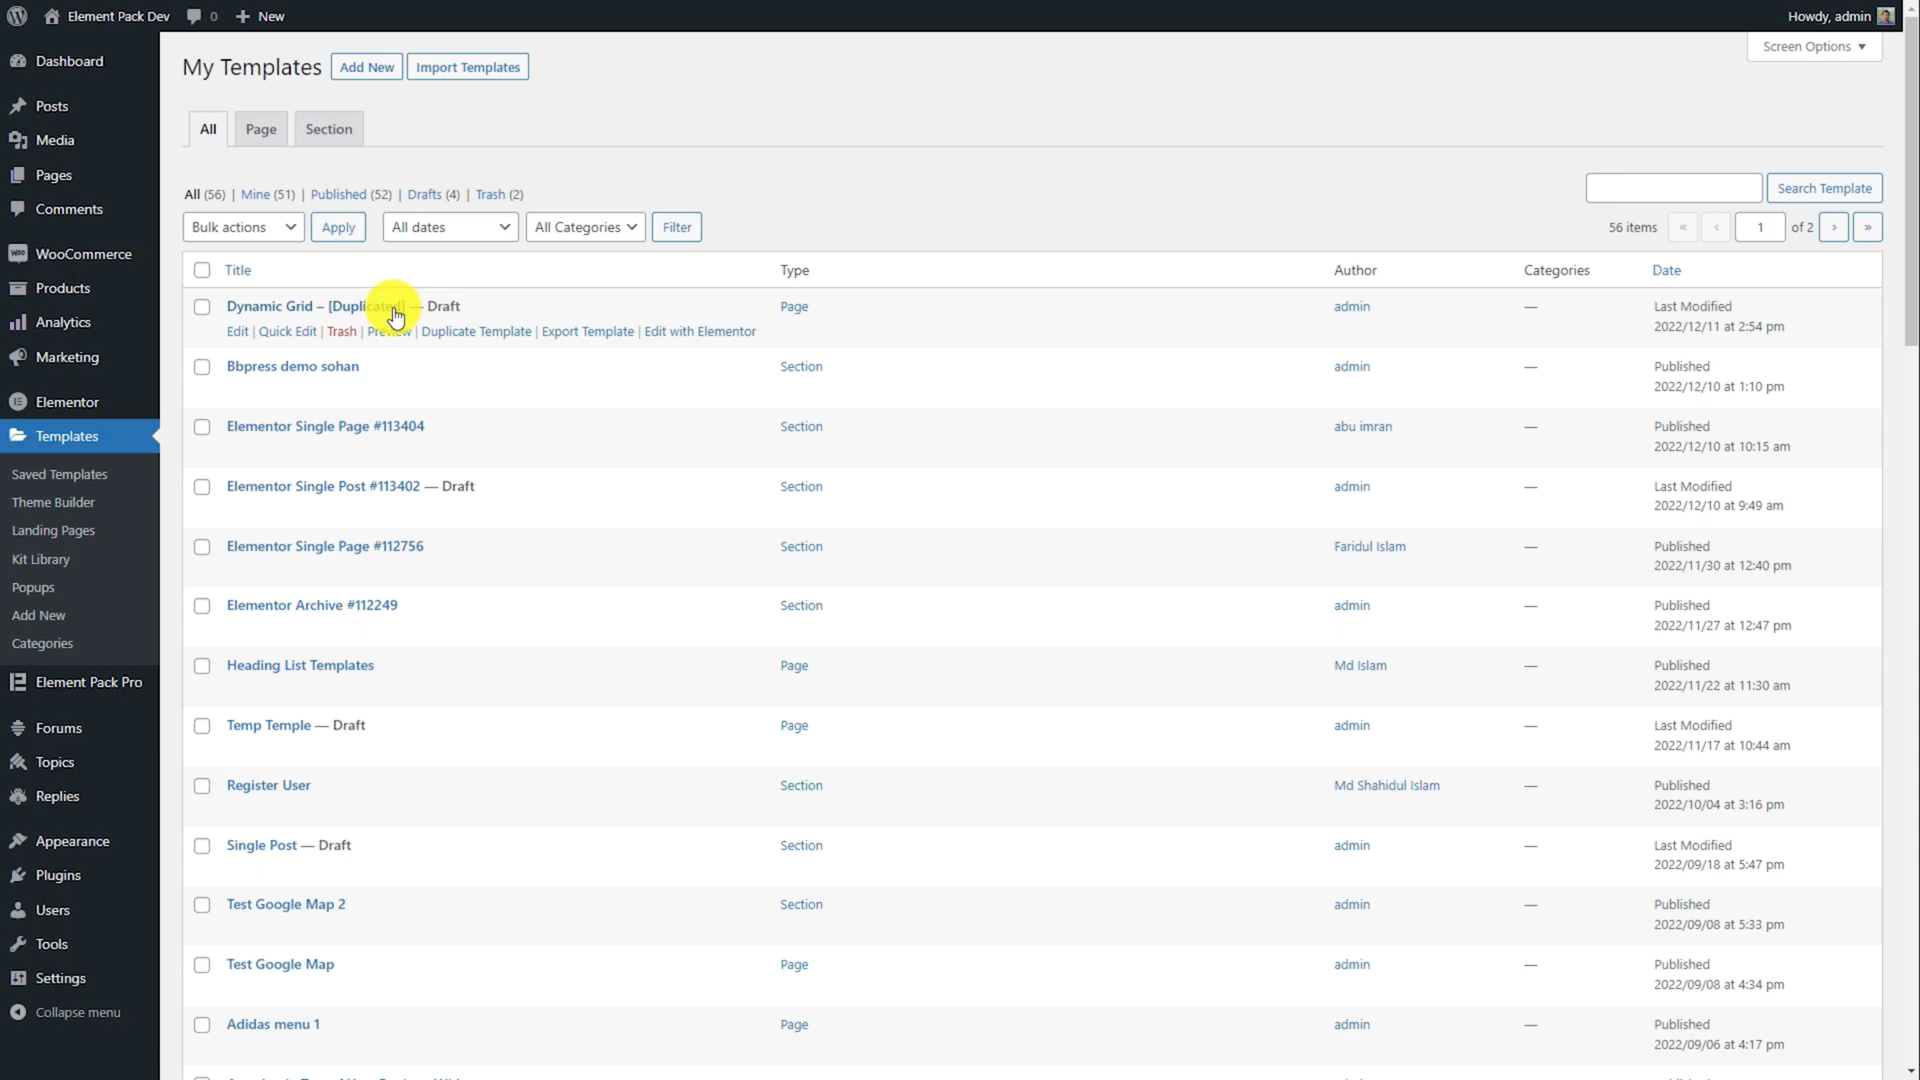 Element Pack Dev 0 New Howdy, admin
Screen Options
My Templates Add New Import Templates
All Page Section
All (56) | Mine (51) | Published (52) | Drafts (4) | Trash (2)
Search Template
Bulk actions Apply All dates All Categories Filter
56 items « ‹ 1 of 2 › »
Title Type Author Categories Date
Dynamic Grid – [Duplicated] — Draft Page admin — Last Modified
2022/12/11 at 2:54 pm
Edit | Quick Edit | Trash | Preview | Duplicate Template | Export Template | Edit with Elementor
Bbpress demo sohan Section admin — Published
2022/12/10 at 1:10 pm
Elementor Single Page #113404 Section abu imran — Published
2022/12/10 at 10:15 am
Elementor Single Post #113402 — Draft Section admin — Last Modified
2022/12/10 at 9:49 am
Elementor Single Page #112756 Section Faridul Islam — Published
2022/11/30 at 12:40 pm
Elementor Archive #112249 Section admin — Published
2022/11/27 at 12:47 pm
Heading List Templates Page Md Islam — Published
2022/11/22 at 11:30 am
Temp Temple — Draft Page admin — Last Modified
2022/11/17 at 10:44 am
Register User Section Md Shahidul Islam — Published
2022/10/04 at 3:16 pm
Single Post — Draft Section admin — Last Modified
2022/09/18 at 5:47 pm
Test Google Map 2 Section admin — Published
2022/09/08 at 5:33 pm
Test Google Map Page admin — Published
2022/09/08 at 4:34 pm
Adidas menu 1 Page admin — Published
2022/09/06 at 4:17 pm
Dashboard
Posts
Media
Pages
Comments
Woo WooCommerce
Products
Analytics
Marketing
Elementor
Templates
Saved Templates
Theme Builder
Landing Pages
Kit Library
Popups
Add New
Categories
Element Pack Pro
Forums
Topics
Replies
Appearance
Plugins
Users
Tools
Settings
Collapse menu